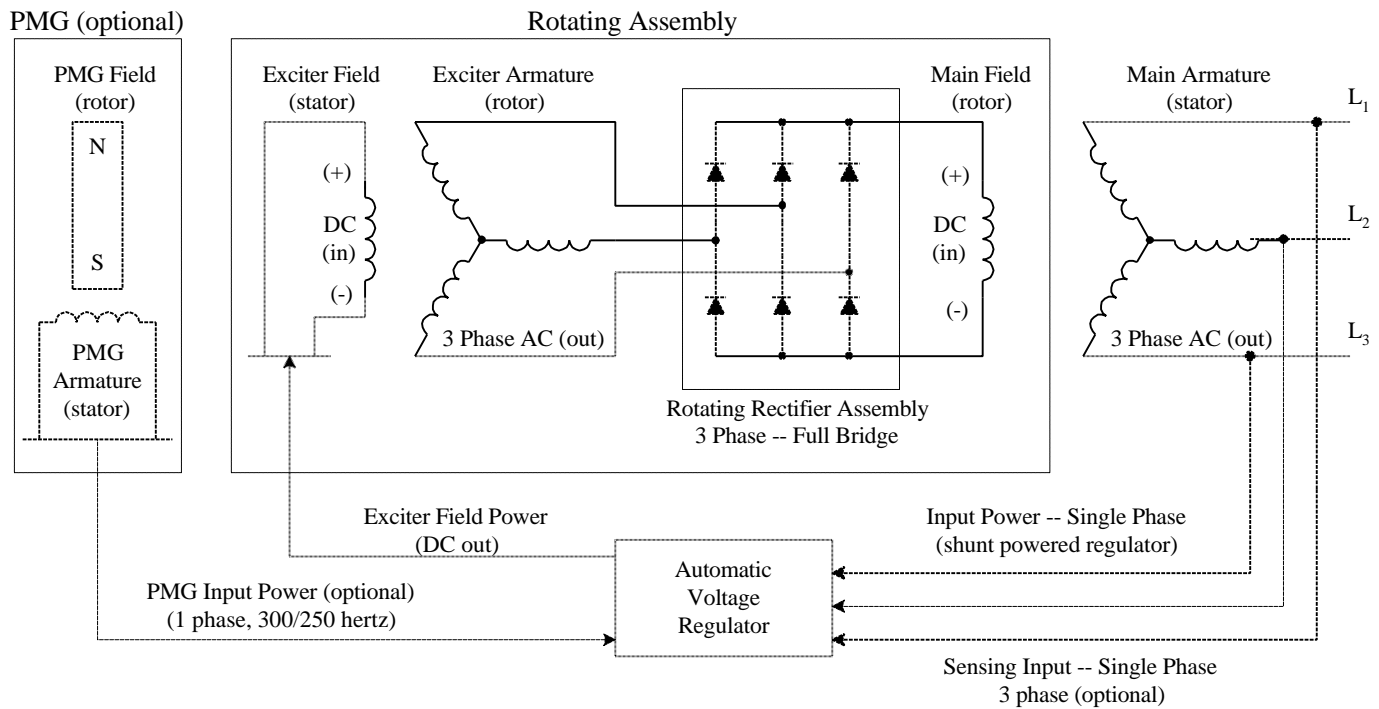 PMG (optional)
Rotating Assembly
PMG Field
(rotor)
N
S
PMG
Armature
(stator)
Exciter Field
(stator)
(+)
DC
(in)
(-)
Exciter Armature
(rotor)
3 Phase AC (out)
Main Field
(rotor)
(+)
DC
(in)
(-)
Rotating Rectifier Assembly
3 Phase -- Full Bridge
Main Armature
(stator)
3 Phase AC (out)
L1
L2
L3
Exciter Field Power
(DC out)
PMG Input Power (optional)
(1 phase, 300/250 hertz)
Automatic
Voltage
Regulator
Input Power -- Single Phase
(shunt powered regulator)
Sensing Input -- Single Phase
3 phase (optional)